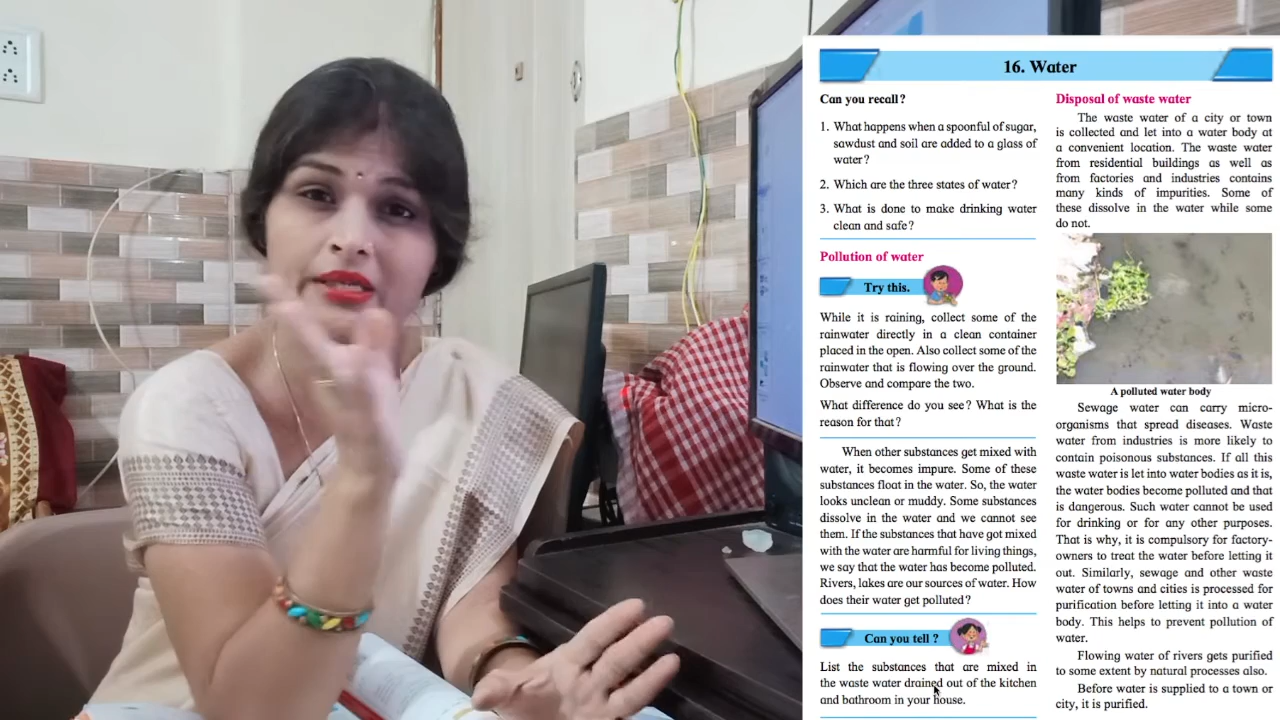 16. Water
Can you recall?
1. What happens when a spoonful of sugar,
sawdust and soil are added to a glass of
water?
2. Which are the three states of water?
3. What is done to make drinking water
clean and safe?
Pollution of water
Try this.
While it is raining, collect some of the
rainwater directly in a clean container
placed in the open. Also collect some of the
rainwater that is flowing over the ground.
Observe and compare the two.
What difference do you see? What is the
reason for that?
When other substances get mixed with
water, it becomes impure. Some of these
substances float in the water. So, the water
looks unclean or muddy. Some substances
dissolve in the water and we cannot see
them. If the substances that have got mixed
with the water are harmful for living things,
we say that the water has become polluted.
Rivers, lakes are our sources of water. How
does their water get polluted?
Can you tell ?
List the substances that are mixed in
the waste water drained out of the kitchen
and bathroom in your house.
Disposal of waste water
The waste water of a city or town
is collected and let into a water body at
a convenient location. The waste water
from residential buildings as well as
from factories and industries contains
many kinds of impurities. Some of
these dissolve in the water while some
do not.
A polluted water body
Sewage water can carry micro-
organisms that spread diseases. Waste
water from industries is more likely to
contain poisonous substances. If all this
waste water is let into water bodies as it is,
the water bodies become polluted and that
is dangerous. Such water cannot be used
for drinking or for any other purposes.
That is why, it is compulsory for factory-
owners to treat the water before letting it
out. Similarly, sewage and other waste
water of towns and cities is processed for
purification before letting it into a water
body. This helps to prevent pollution of
water.
Flowing water of rivers gets purified
to some extent by natural processes also.
Before water is supplied to a town or
city, it is purified.